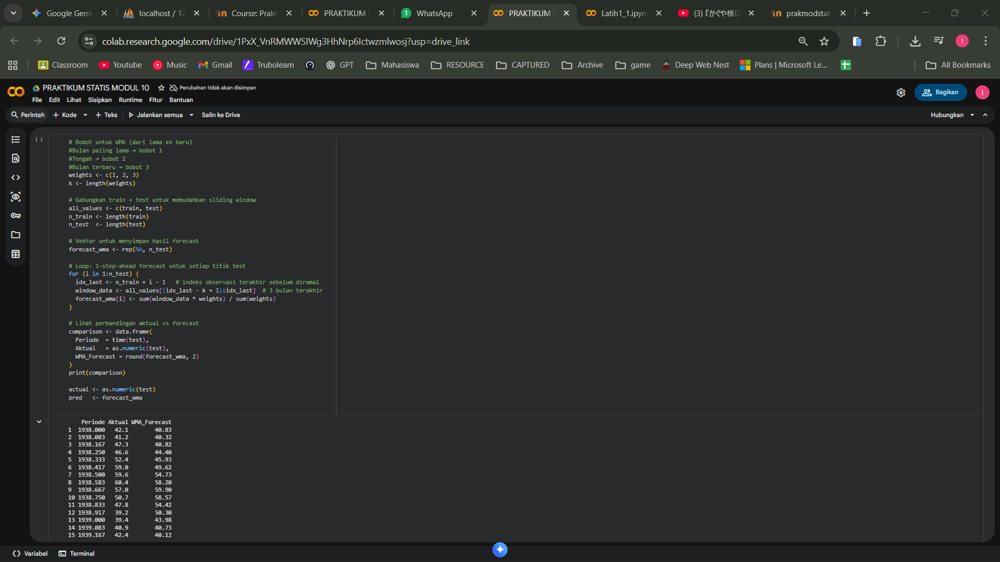 Google Gemi
localhost / 12
Course: Prakt
PRAKTIKUM S
WhatsApp
PRAKTIKUM S
Latih1_1.ipyn
(3)『かぐや様は
prakmodstat
colab.research.google.com/drive/1PxX_VnRMWWSIWg3HhNrp6Ictwzmlwosj?usp=drive_link
Classroom
Youtube
Music
Gmail
Trubolearn
GPT
Mahasiswa
RESOURCE
CAPTURED
Archive
game
Deep Web Nest
Plans | Microsoft Le...
All Bookmarks
PRAKTIKUM STATIS MODUL 10
Perubahan tidak akan disimpan
File Edit Lihat Sisipkan Runtime Fitur Bantuan
Bagikan
I
Perintah + Kode + Teks Jalankan semua Salin ke Drive
Hubungkan
[ ]
# Bobot untuk WMA (dari lama ke baru)
#Bulan paling lama → bobot 1
#Tengah → bobot 2
#Bulan terbaru → bobot 3
weights <- c(1, 2, 3)
k <- length(weights)
# Gabungkan train + test untuk memudahkan sliding window
all_values <- c(train, test)
n_train <- length(train)
n_test  <- length(test)
# Vektor untuk menyimpan hasil forecast
forecast_wma <- rep(NA, n_test)
# Loop: 1-step-ahead forecast untuk setiap titik test
for (i in 1:n_test) {
  idx_last <- n_train + i - 1   # indeks observasi terakhir sebelum diramal
  window_data <- all_values[(idx_last - k + 1):idx_last]  # 3 bulan terakhir
  forecast_wma[i] <- sum(window_data * weights) / sum(weights)
}
# Lihat perbandingan aktual vs forecast
comparison <- data.frame(
  Periode  = time(test),
  Aktual   = as.numeric(test),
  WMA_Forecast = round(forecast_wma, 2)
)
print(comparison)
actual <- as.numeric(test)
pred   <- forecast_wma
Periode Aktual WMA_Forecast
1 1938.000 42.1 40.83
2 1938.083 41.2 40.32
3 1938.167 47.3 40.82
4 1938.250 46.6 44.40
5 1938.333 52.4 45.93
6 1938.417 59.0 49.62
7 1938.500 59.6 54.73
8 1938.583 60.4 58.20
9 1938.667 57.0 59.90
10 1938.750 50.7 58.57
11 1938.833 47.8 54.42
12 1938.917 39.2 50.30
13 1939.000 39.4 43.98
14 1939.083 40.9 40.73
15 1939.167 42.4 40.12
Variabel
Terminal